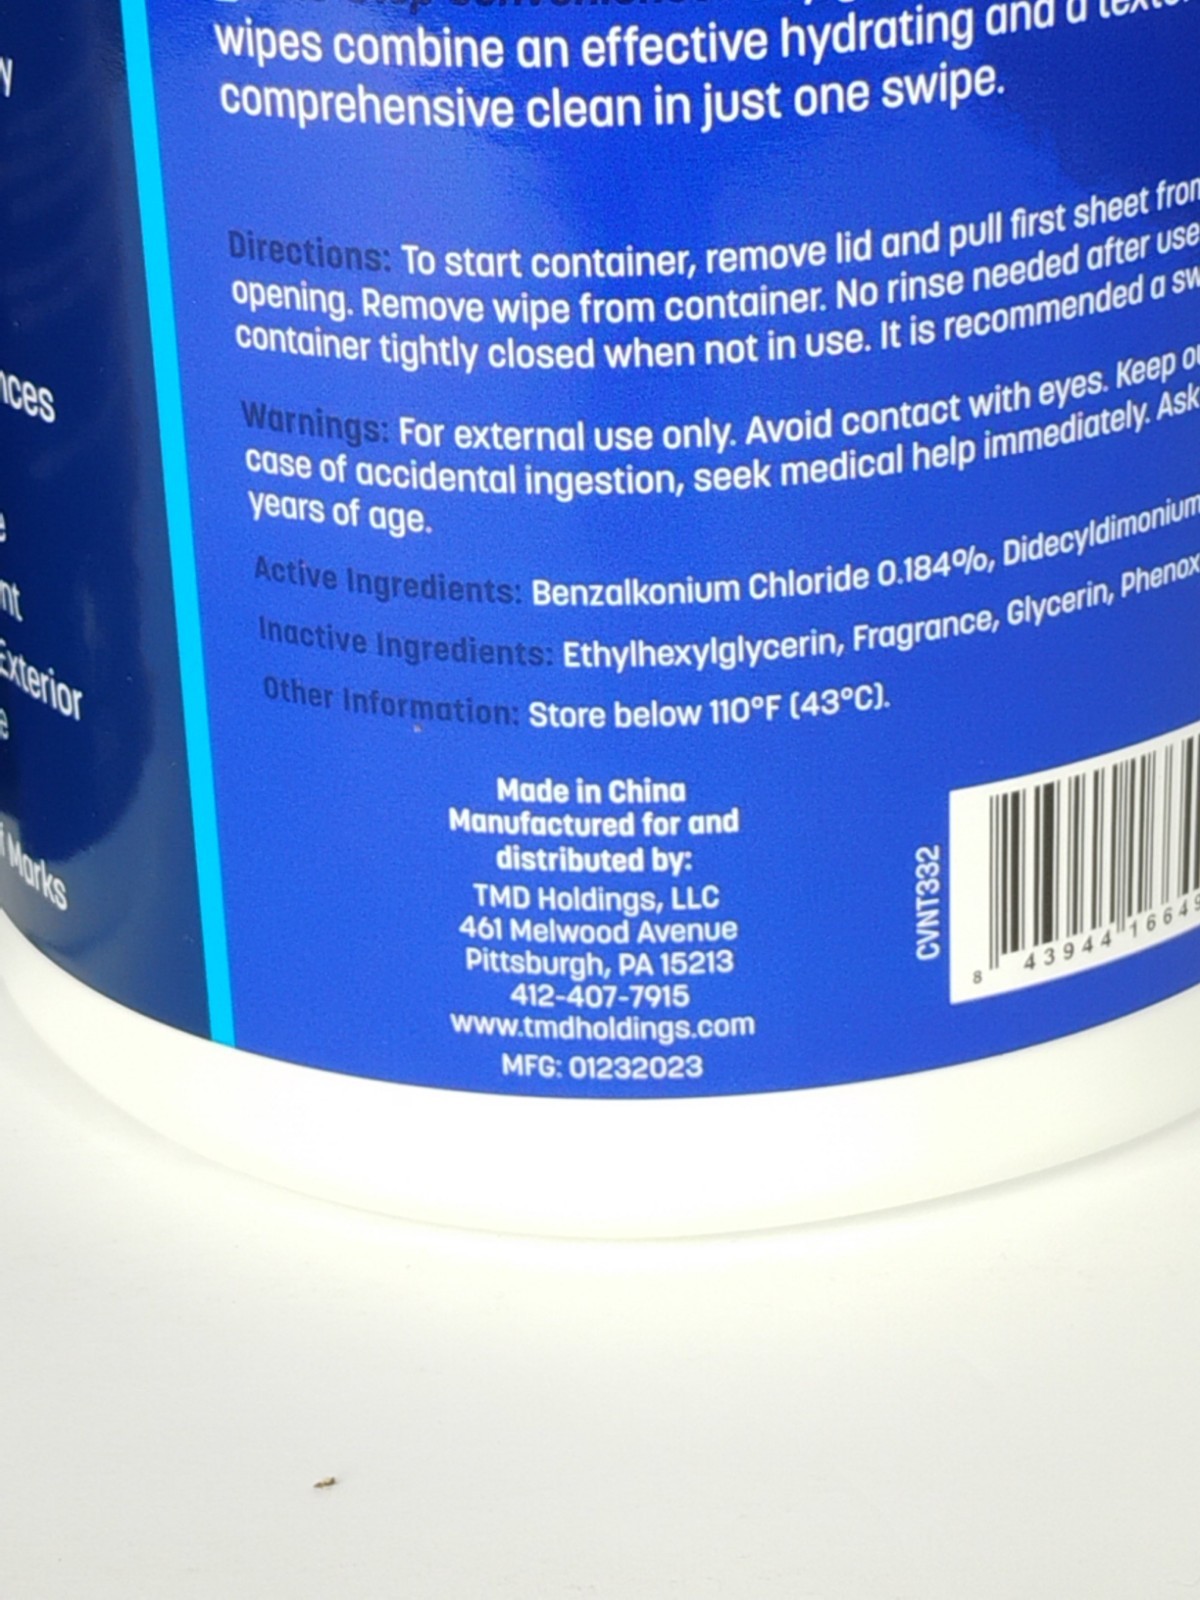 wipes combine an effective hydrating and a
comprehensive clean in just one swipe.
Directions: To start container, remove lid and pull first sheet from
opening. Remove wipe from container. No rinse needed after use
container tightly closed when not in use. It is recommended a
Warnings: For external use only. Avoid contact with eyes. Keep
case of accidental ingestion, seek medical help immediately. Ask
years of age.
Active Ingredients: Benzalkonium Chloride 0.184%, Didecyldimonium
Inactive Ingredients: Ethylhexylglycerin, Fragrance, Glycerin, Phenox
Other Information: Store below 110°F (43°C).
Made in China
Manufactured for and
distributed by:
TMD Holdings, LLC
461 Melwood Avenue
Pittsburgh, PA 15213
412-407-7915
www.tmdholdings.com
MFG: 01232023
CVNT332
8 43944 16649
nces
nt
Exterior
Marks